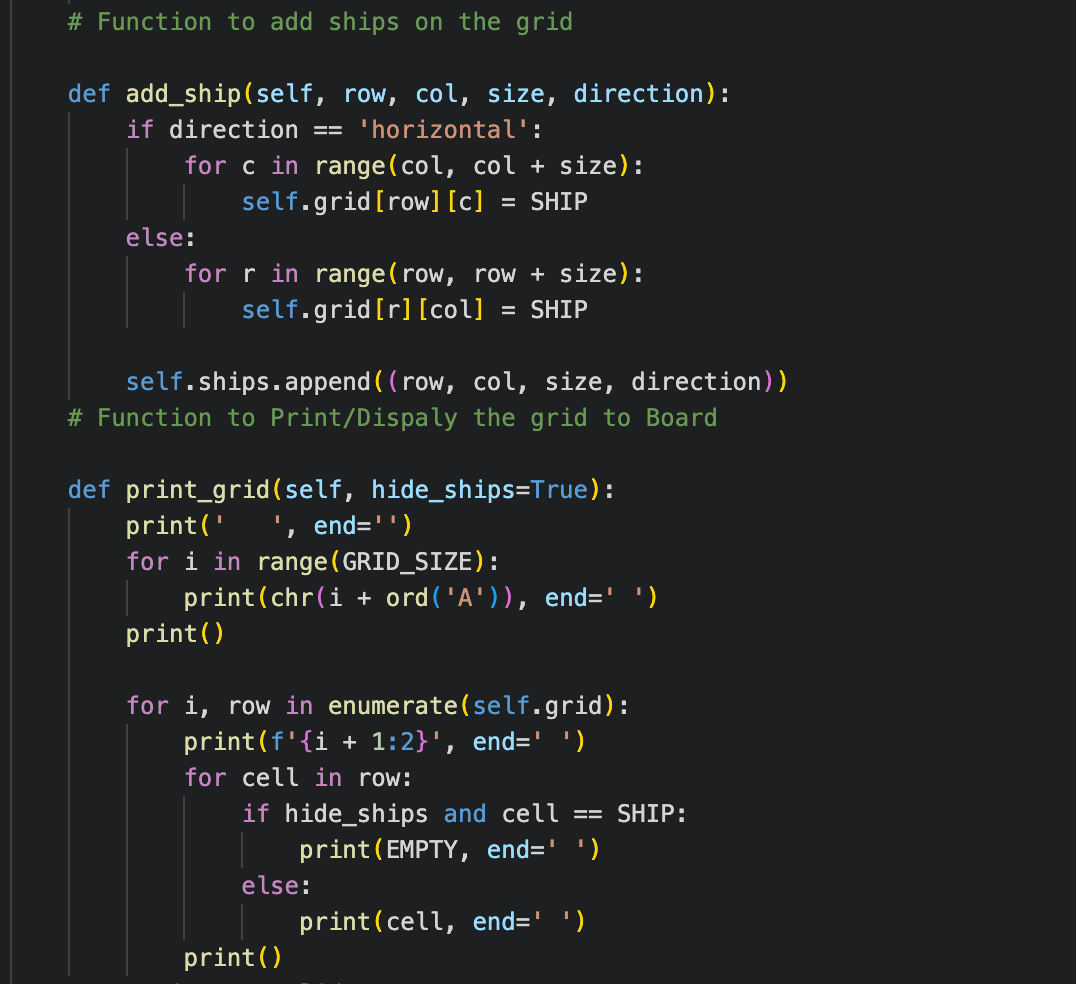 # Function to add ships on the grid
def add_ship(self, row, col, size, direction):
if direction == 'horizontal':
for c in range(col, col + size):
self.grid[row][c] = SHIP
else:
for r in range(row, row + size):
self.grid[r][col] = SHIP
self.ships.append((row, col, size, direction))
# Function to Print/Dispaly the grid to Board
def print_grid(self, hide_ships=True):
print('   ', end='')
for i in range(GRID_SIZE):
print(chr(i + ord('A')), end=' ')
print()
for i, row in enumerate(self.grid):
print(f'{i + 1:2}', end=' ')
for cell in row:
if hide_ships and cell == SHIP:
print(EMPTY, end=' ')
else:
print(cell, end=' ')
print()